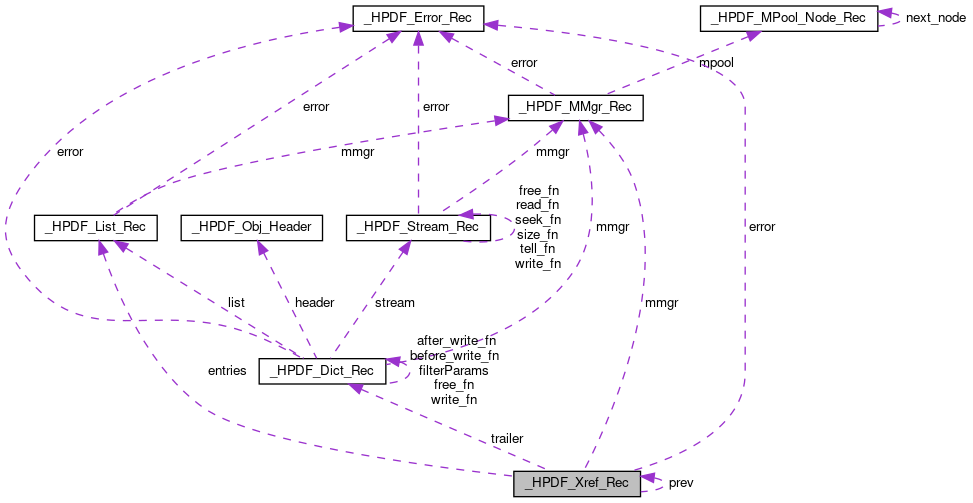 _HPDF_Error_Rec
_HPDF_MPool_Node_Rec
next_node
error
mpool
_HPDF_MMgr_Rec
error
error
error
mmgr
mmgr
free_fn
read_fn
seek_fn
size_fn
tell_fn
write_fn
_HPDF_List_Rec
_HPDF_Obj_Header
_HPDF_Stream_Rec
mmgr
error
list
header
stream
mmgr
after_write_fn
before_write_fn
filterParams
free_fn
write_fn
entries
_HPDF_Dict_Rec
trailer
_HPDF_Xref_Rec
prev